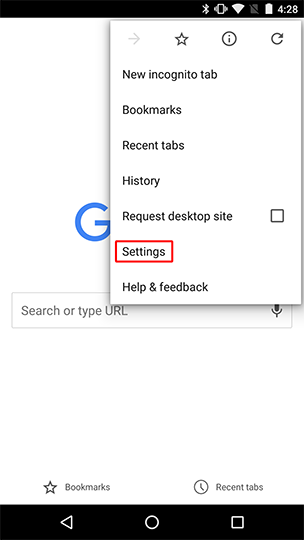 4:28
New incognito tab
Bookmarks
Recent tabs
History
Request desktop site
Settings
Help & feedback
G
Search or type URL
Bookmarks
Recent tabs